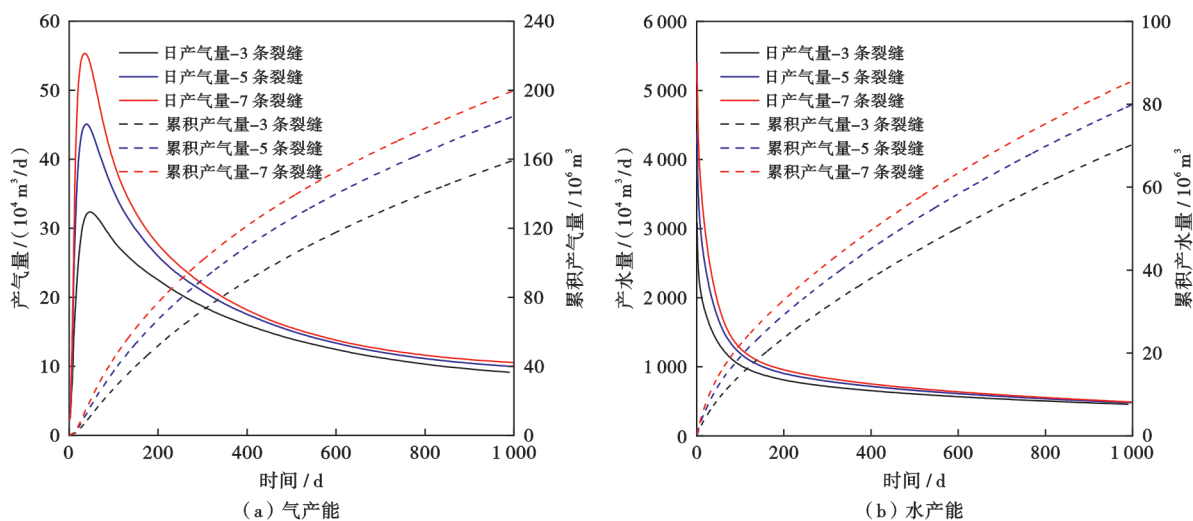 60
50
40
30
20
10
0
240
200
160
120
80
40
0
产气量 / (10⁴ m³/d)
累积产气量 / 10⁶ m³
日产气量-3 条裂缝
日产气量-5 条裂缝
日产气量-7 条裂缝
累积产气量-3 条裂缝
累积产气量-5 条裂缝
累积产气量-7 条裂缝
0 200 400 600 800 1 000
时间 / d
(a) 气产能
6 000
5 000
4 000
3 000
2 000
1 000
0
100
80
60
40
20
0
产水量 / (10⁴ m³/d)
累积产水量 / 10⁶ m³
日产气量-3 条裂缝
日产气量-5 条裂缝
日产气量-7 条裂缝
累积产气量-3 条裂缝
累积产气量-5 条裂缝
累积产气量-7 条裂缝
0 200 400 600 800 1 000
时间 / d
(b) 水产能